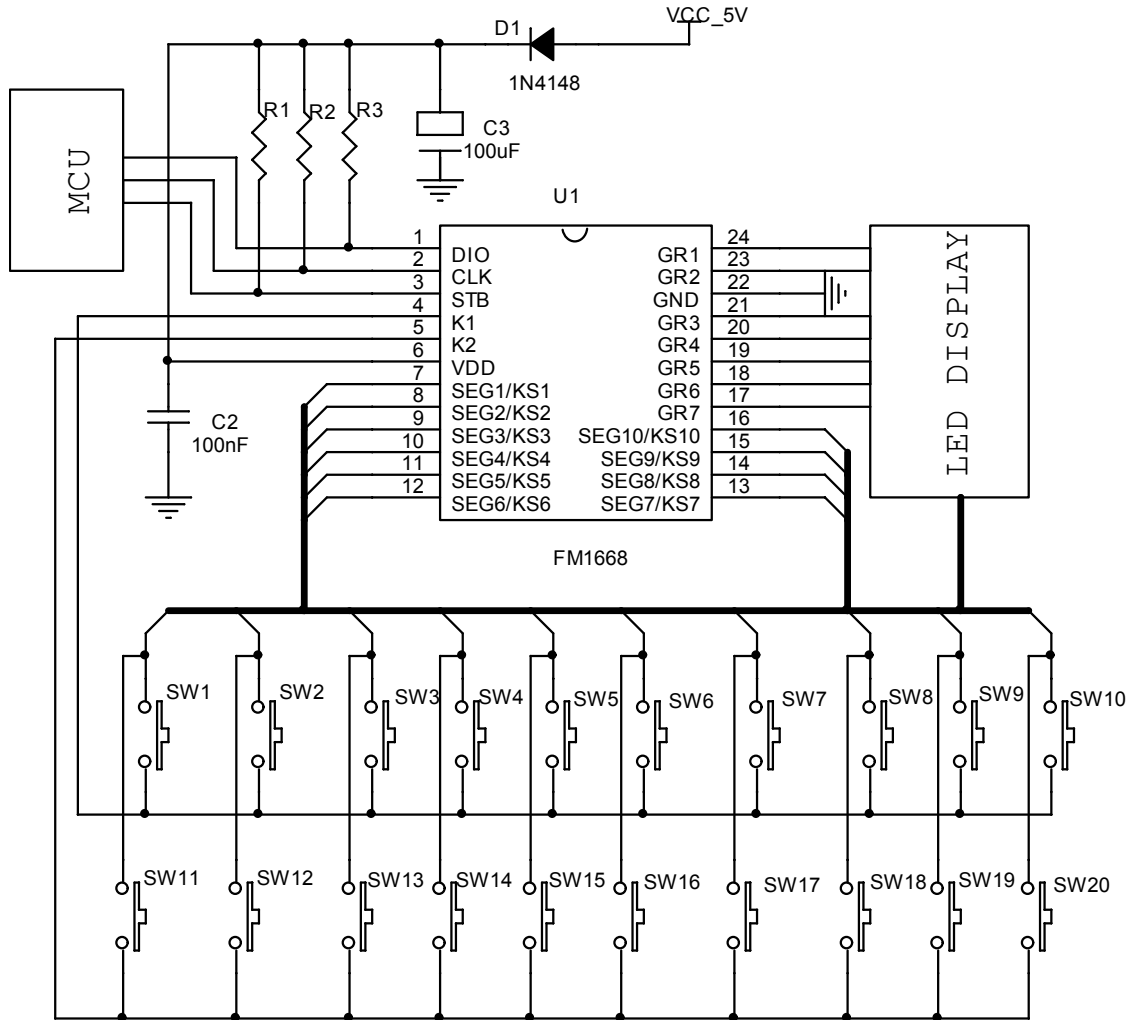 VCC_5V
D1
1N4148
R1
R2
R3
C3
100uF
MCU
U1
1
DIO
2
CLK
3
STB
4
K1
5
K2
6
VDD
7
SEG1/KS1
8
SEG2/KS2
9
SEG3/KS3
10
SEG4/KS4
11
SEG5/KS5
12
SEG6/KS6
24
GR1
23
GR2
22
GND
21
GR3
20
GR4
19
GR5
18
GR6
17
GR7
16
SEG10/KS10
15
SEG9/KS9
14
SEG8/KS8
13
SEG7/KS7
LED DISPLAY
C2
100nF
FM1668
SW1
SW2
SW3
SW4
SW5
SW6
SW7
SW8
SW9
SW10
SW11
SW12
SW13
SW14
SW15
SW16
SW17
SW18
SW19
SW20